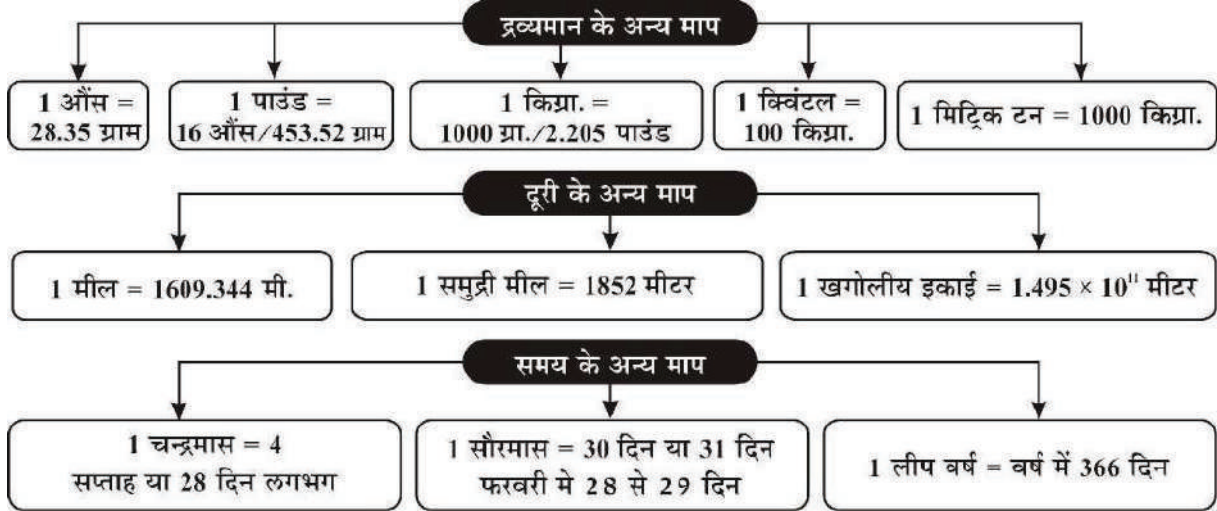 द्रव्यमान के अन्य माप
1 औंस =
28.35 ग्राम
1 पाउंड =
16 औंस/453.52 ग्राम
1 किग्रा. =
1000 ग्रा./2.205 पाउंड
1 क्विंटल =
100 किग्रा.
1 मिट्रिक टन = 1000 किग्रा.
दूरी के अन्य माप
1 मील = 1609.344 मी.
1 समुद्री मील = 1852 मीटर
1 खगोलीय इकाई = 1.495 × 10¹¹ मीटर
समय के अन्य माप
1 चन्द्रमास = 4
सप्ताह या 28 दिन लगभग
1 सौरमास = 30 दिन या 31 दिन
फरवरी मे 28 से 29 दिन
1 लीप वर्ष = वर्ष में 366 दिन